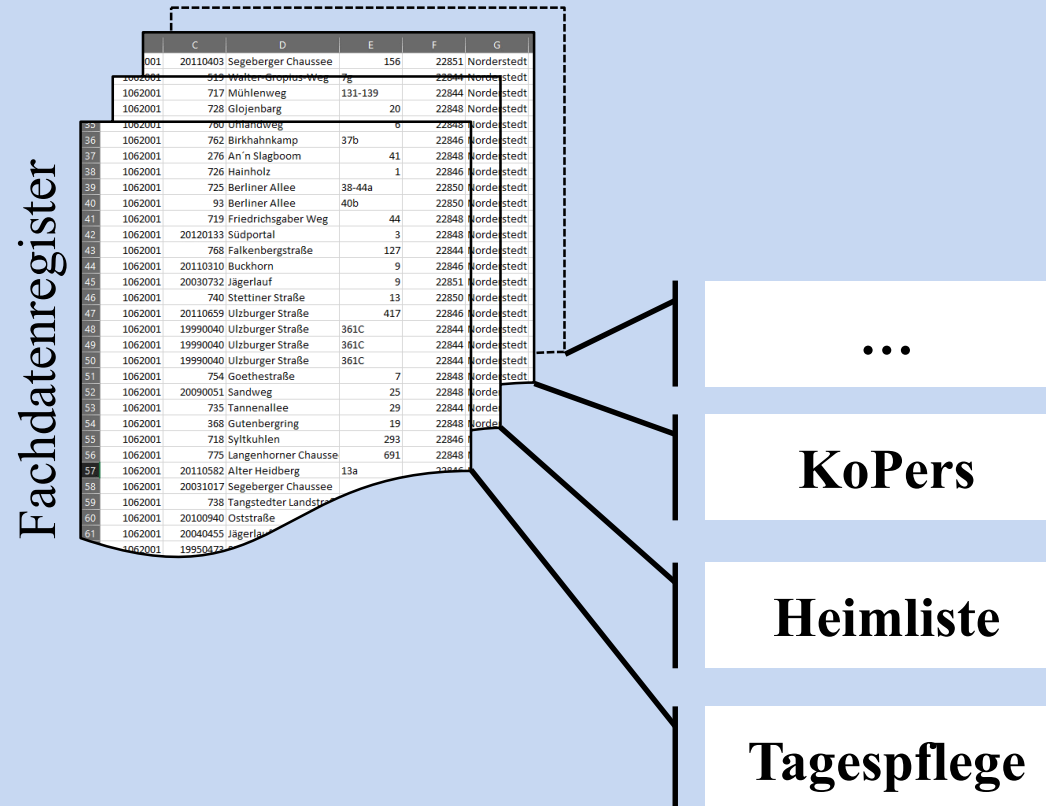 Fachdatenregister
C D E F G
001 20110403 Segeberger Chaussee 156 22851 Norderstedt
1062001 519 Walter-Gropius-Weg 7g 22844 Norderstedt
1062001 717 Mühlenweg 131-139 22844 Norderstedt
1062001 728 Glojenbarg 20 22848 Norderstedt
35 1062001 760 Uhlandweg 6 22848 Norderstedt
36 1062001 762 Birkhahnkamp 37b 22846 Norderstedt
37 1062001 276 An´n Slagboom 41 22848 Norderstedt
38 1062001 726 Hainholz 1 22846 Norderstedt
39 1062001 725 Berliner Allee 38-44a 22850 Norderstedt
40 1062001 93 Berliner Allee 40b 22850 Norderstedt
41 1062001 719 Friedrichsgaber Weg 44 22848 Norderstedt
42 1062001 20120133 Südportal 3 22848 Norderstedt
43 1062001 768 Falkenbergstraße 127 22844 Norderstedt
44 1062001 20110310 Buckhorn 9 22846 Norderstedt
45 1062001 20030732 Jägerlauf 9 22851 Norderstedt
46 1062001 740 Stettiner Straße 13 22850 Norderstedt
47 1062001 20110659 Ulzburger Straße 417 22846 Norderstedt
48 1062001 19990040 Ulzburger Straße 361C 22844 Norderstedt
49 1062001 19990040 Ulzburger Straße 361C 22844 Norderstedt
50 1062001 19990040 Ulzburger Straße 361C 22844 Norderstedt
51 1062001 754 Goethestraße 7 22848 Norderstedt
52 1062001 20090051 Sandweg 25 22848 Norde
53 1062001 735 Tannenallee 29 22844 Norde
54 1062001 368 Gutenbergring 19 22848 Norde
55 1062001 718 Syltkuhlen 293 22846
56 1062001 775 Langenhorner Chausse 691 22848
57 1062001 20110582 Alter Heidberg 13a 22846
58 1062001 20031017 Segeberger Chaussee
59 1062001 738 Tangstedter Landstra
60 1062001 20100940 Oststraße
61 1062001 20040455 Jägerlau
1062001 19950473
...
KoPers
Heimliste
Tagespflege